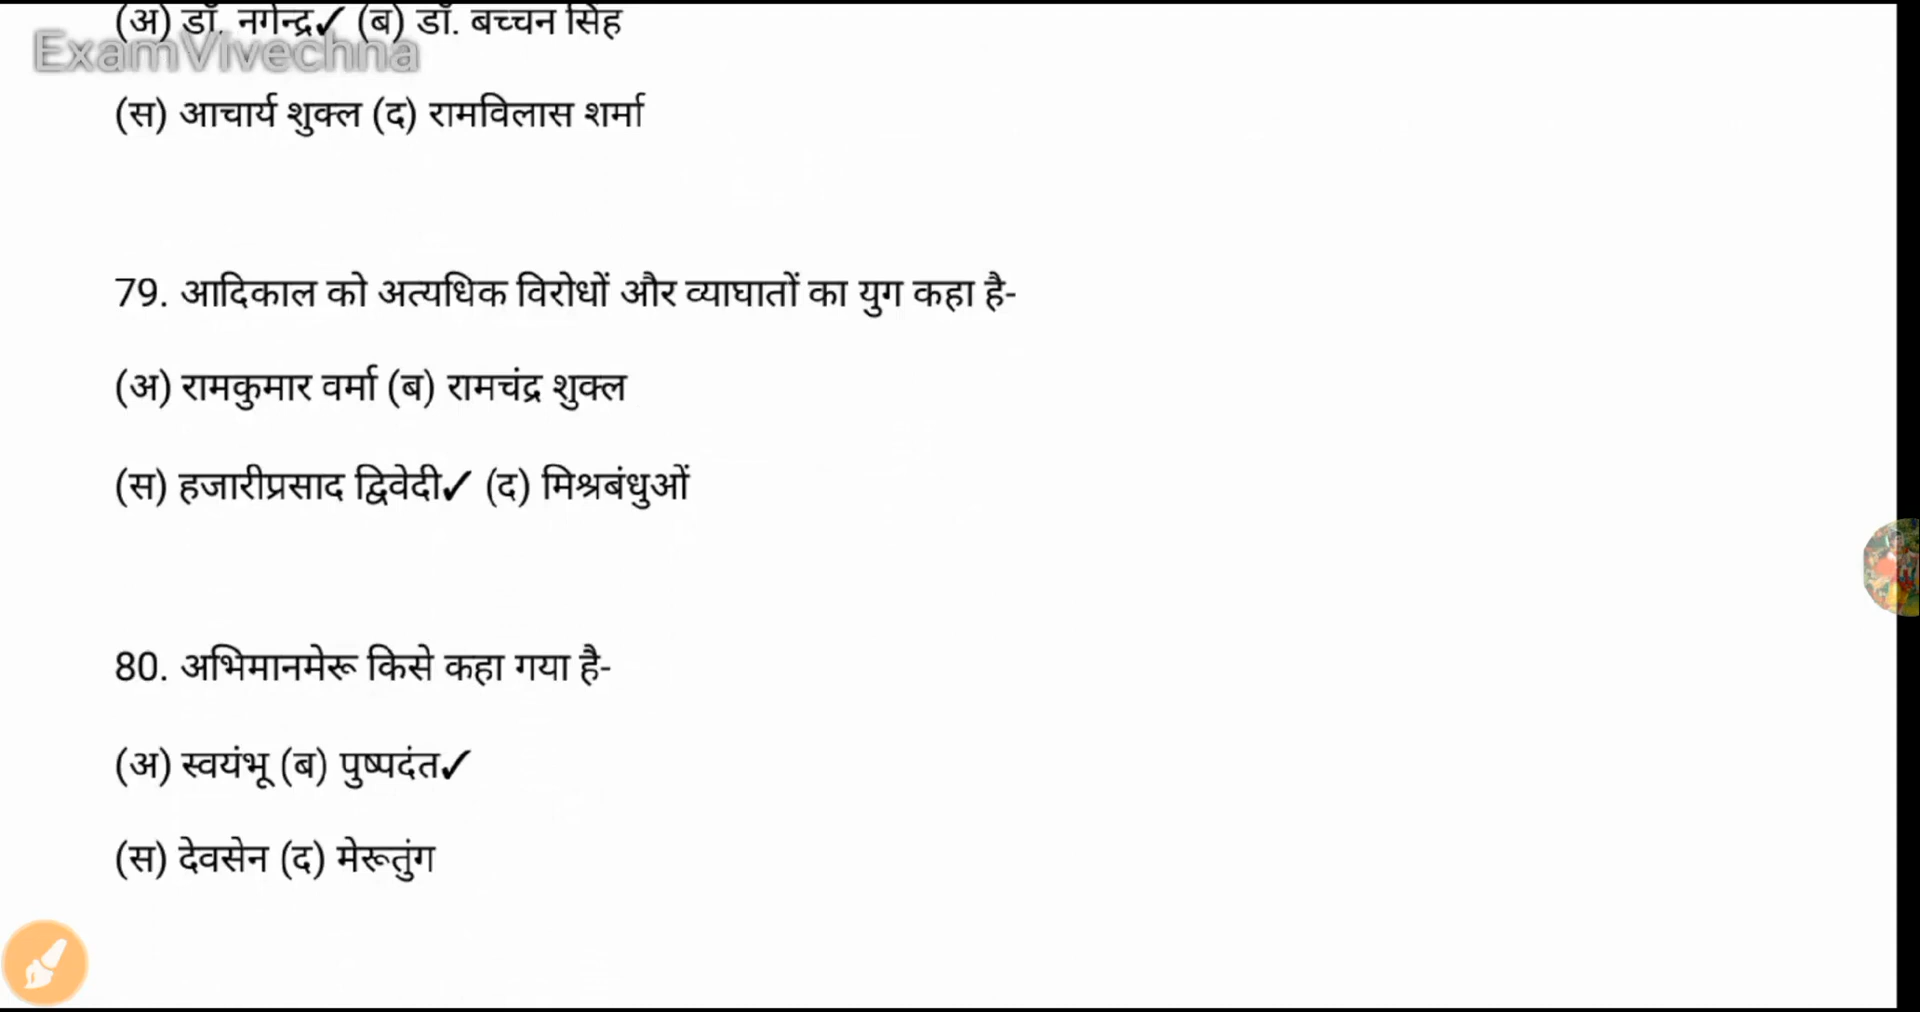 (अ) डॉ. नगेन्द्र✓ (ब) डॉ. बच्चन सिंह
ExamVivechna
(स) आचार्य शुक्ल (द) रामविलास शर्मा
79. आदिकाल को अत्यधिक विरोधों और व्याघातों का युग कहा है-
(अ) रामकुमार वर्मा (ब) रामचंद्र शुक्ल
(स) हजारीप्रसाद द्विवेदी✓ (द) मिश्रबंधुओं
80. अभिमानमेरू किसे कहा गया है-
(अ) स्वयंभू (ब) पुष्पदंत✓
(स) देवसेन (द) मेरूतुंग